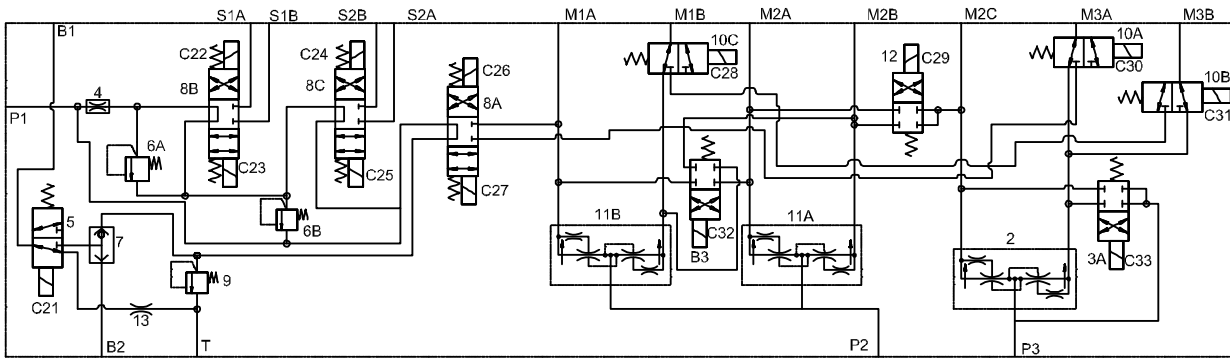 S1A S1B S2B S2A M1A M1B M2A M2B M2C M3A M3B
B1
C22 C24 C26 10C 12 C29 10A
C28 C30
8B 8C 8A 10B
4
P1 C31
6A
C23 C25 C27
5 7 6B 11B C32 11A 2
B3 3A C33
9
C21
13
B2 T P2 P3